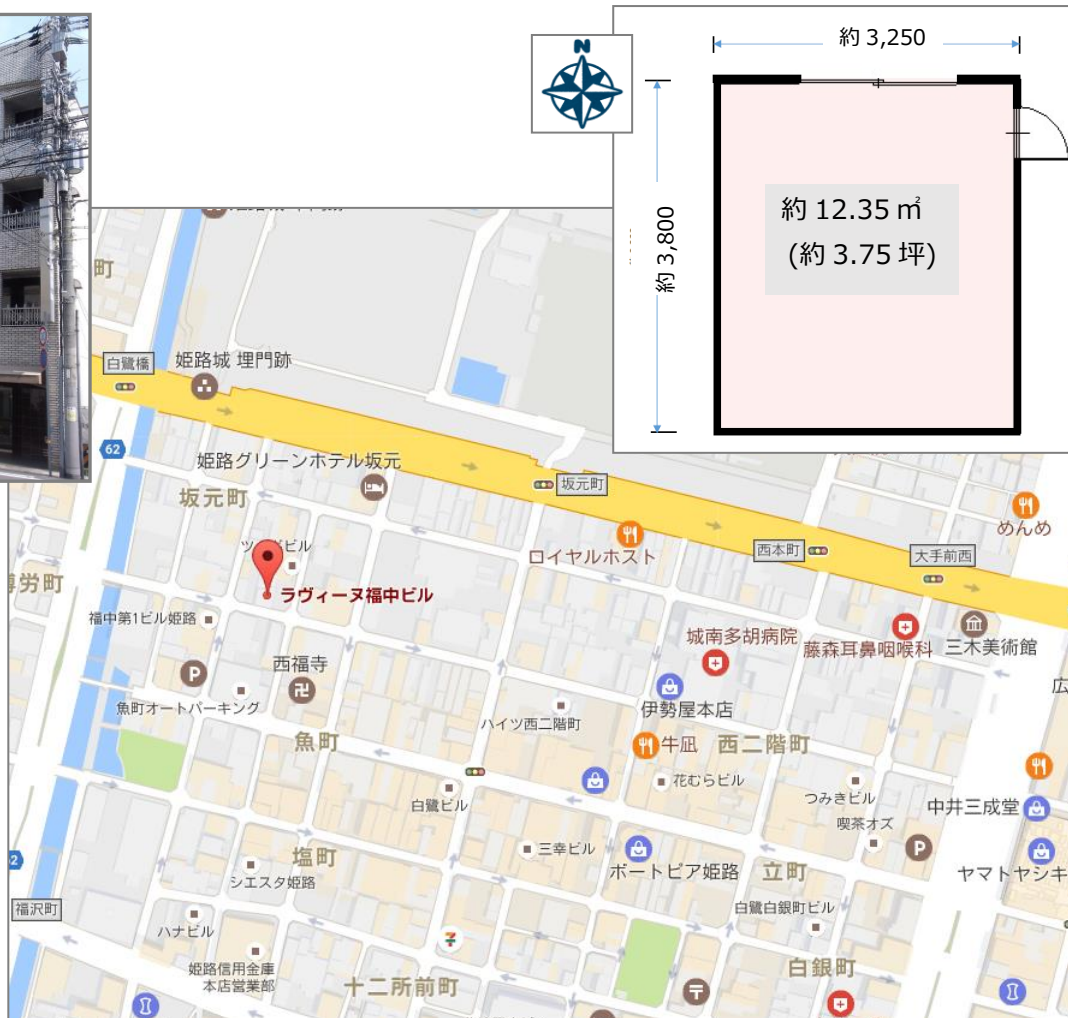 約 3,250
N
約 3,800
約 12.35 ㎡
(約 3.75 坪)
町
白鷺橋
姫路城 埋門跡
62
姫路グリーンホテル坂元
坂元町
坂元町
めんめ
ロイヤルホスト
西本町
大手前西
ラヴィーヌ福中ビル
福中第1ビル姫路
城南多胡病院
藤森耳鼻咽喉科
三木美術館
西福寺
P
伊勢屋本店
魚町オートパーキング
ハイツ西二階町
魚町
牛凪
西二階町
花むらビル
白鷺ビル
つみきビル
中井三成堂
喫茶オズ
三幸ビル
P
塩町
シエスタ姫路
ボートピア姫路
立町
ヤマトヤシキ
2
福沢町
白鷺白銀町ビル
ハナビル
7
姫路信用金庫
本店営業部
白銀町
十二所前町